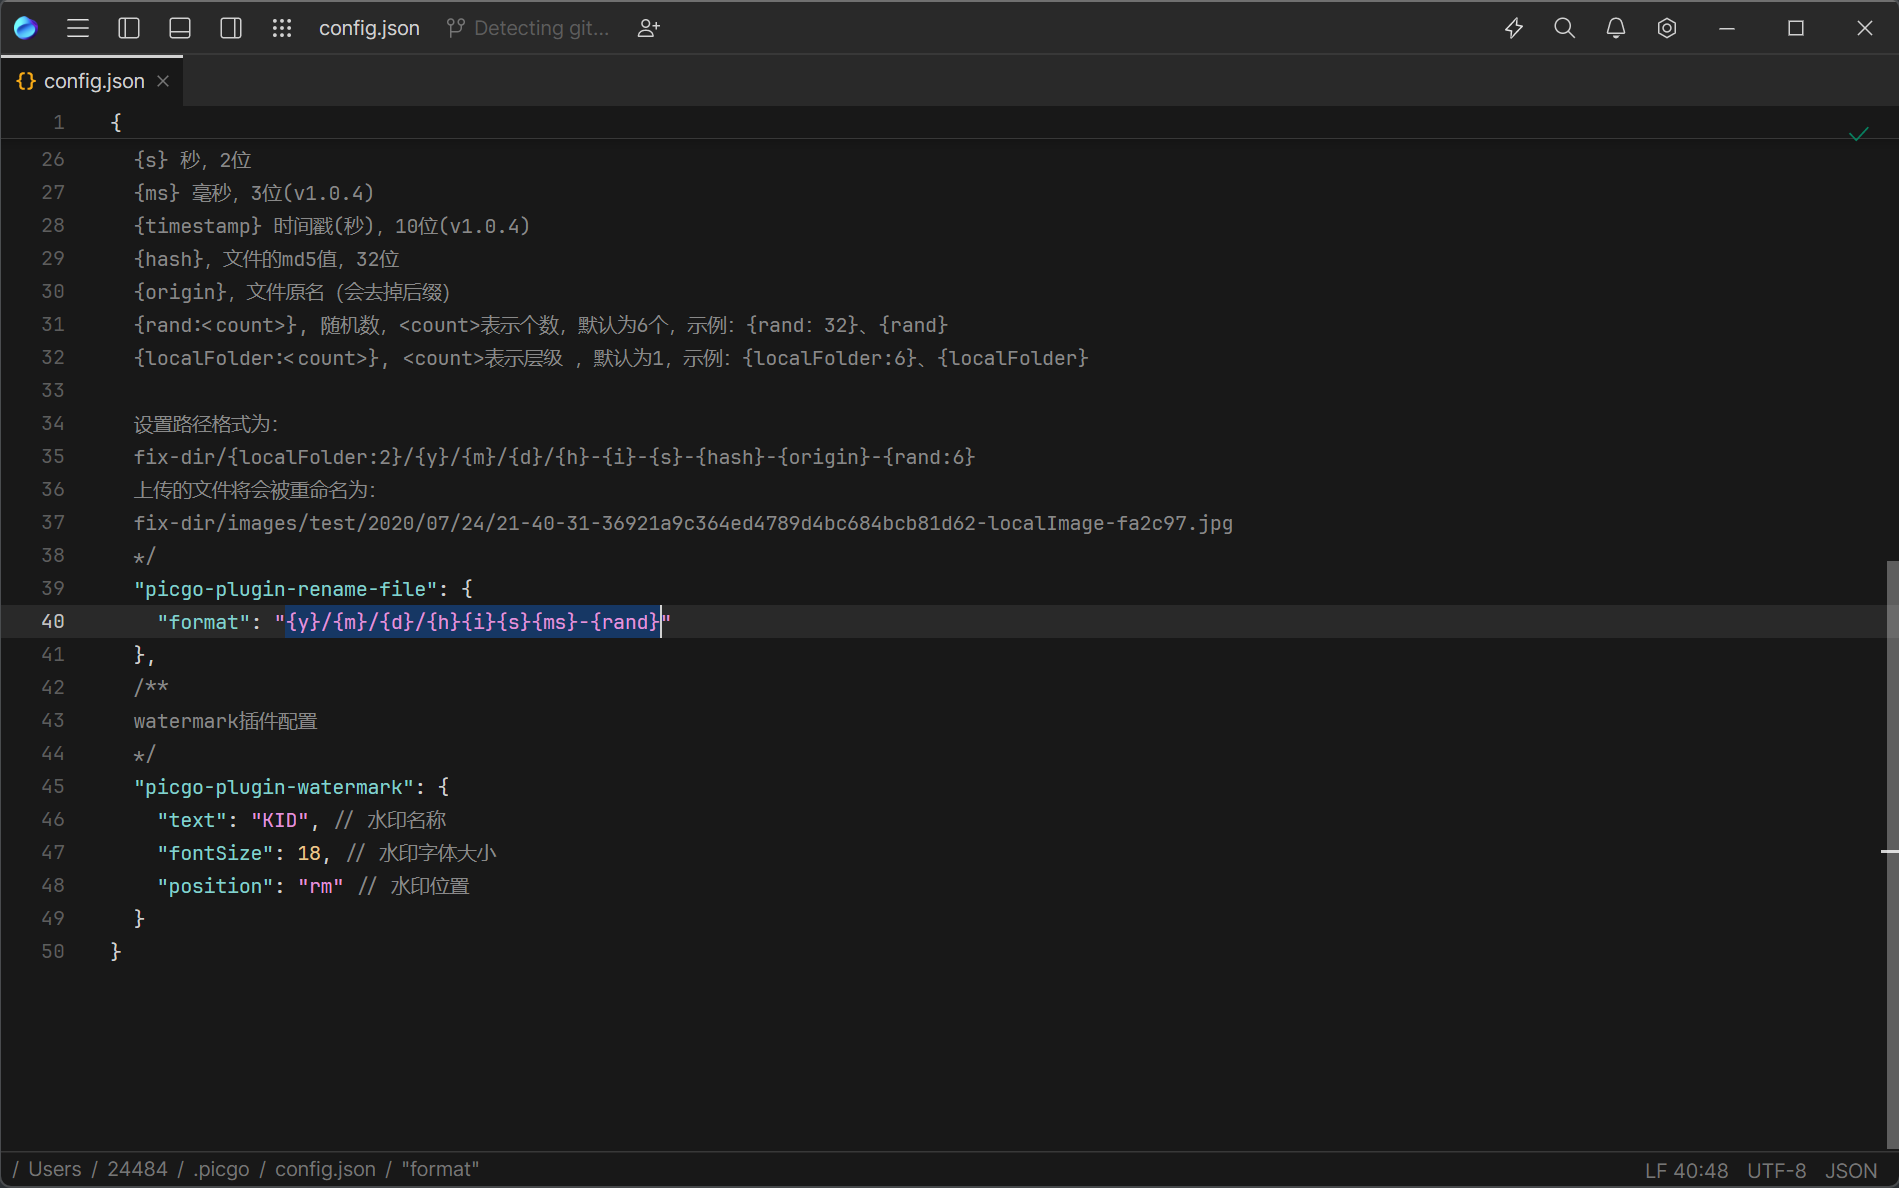 config.json
Detecting git...
{} config.json
1 {
26 {s} 秒，2位
27 {ms} 毫秒，3位(v1.0.4)
28 {timestamp} 时间戳(秒)，10位(v1.0.4)
29 {hash}，文件的md5值，32位
30 {origin}，文件原名（会去掉后缀）
31 {rand:<count>}, 随机数，<count>表示个数，默认为6个，示例：{rand: 32}、{rand}
32 {localFolder:<count>}, <count>表示层级 ，默认为1，示例：{localFolder:6}、{localFolder}
33
34 设置路径格式为：
35 fix-dir/{localFolder:2}/{y}/{m}/{d}/{h}-{i}-{s}-{hash}-{origin}-{rand:6}
36 上传的文件将会被重命名为：
37 fix-dir/images/test/2020/07/24/21-40-31-36921a9c364ed4789d4bc684bcb81d62-localImage-fa2c97.jpg
38 */
39 "picgo-plugin-rename-file": {
40 "format": "{y}/{m}/{d}/{h}{i}{s}{ms}-{rand}"
41 },
42 /**
43 watermark插件配置
44 */
45 "picgo-plugin-watermark": {
46 "text": "KID", // 水印名称
47 "fontSize": 18, // 水印字体大小
48 "position": "rm" // 水印位置
49 }
50 }
/ Users / 24484 / .picgo / config.json / "format"
LF 40:48 UTF-8 JSON